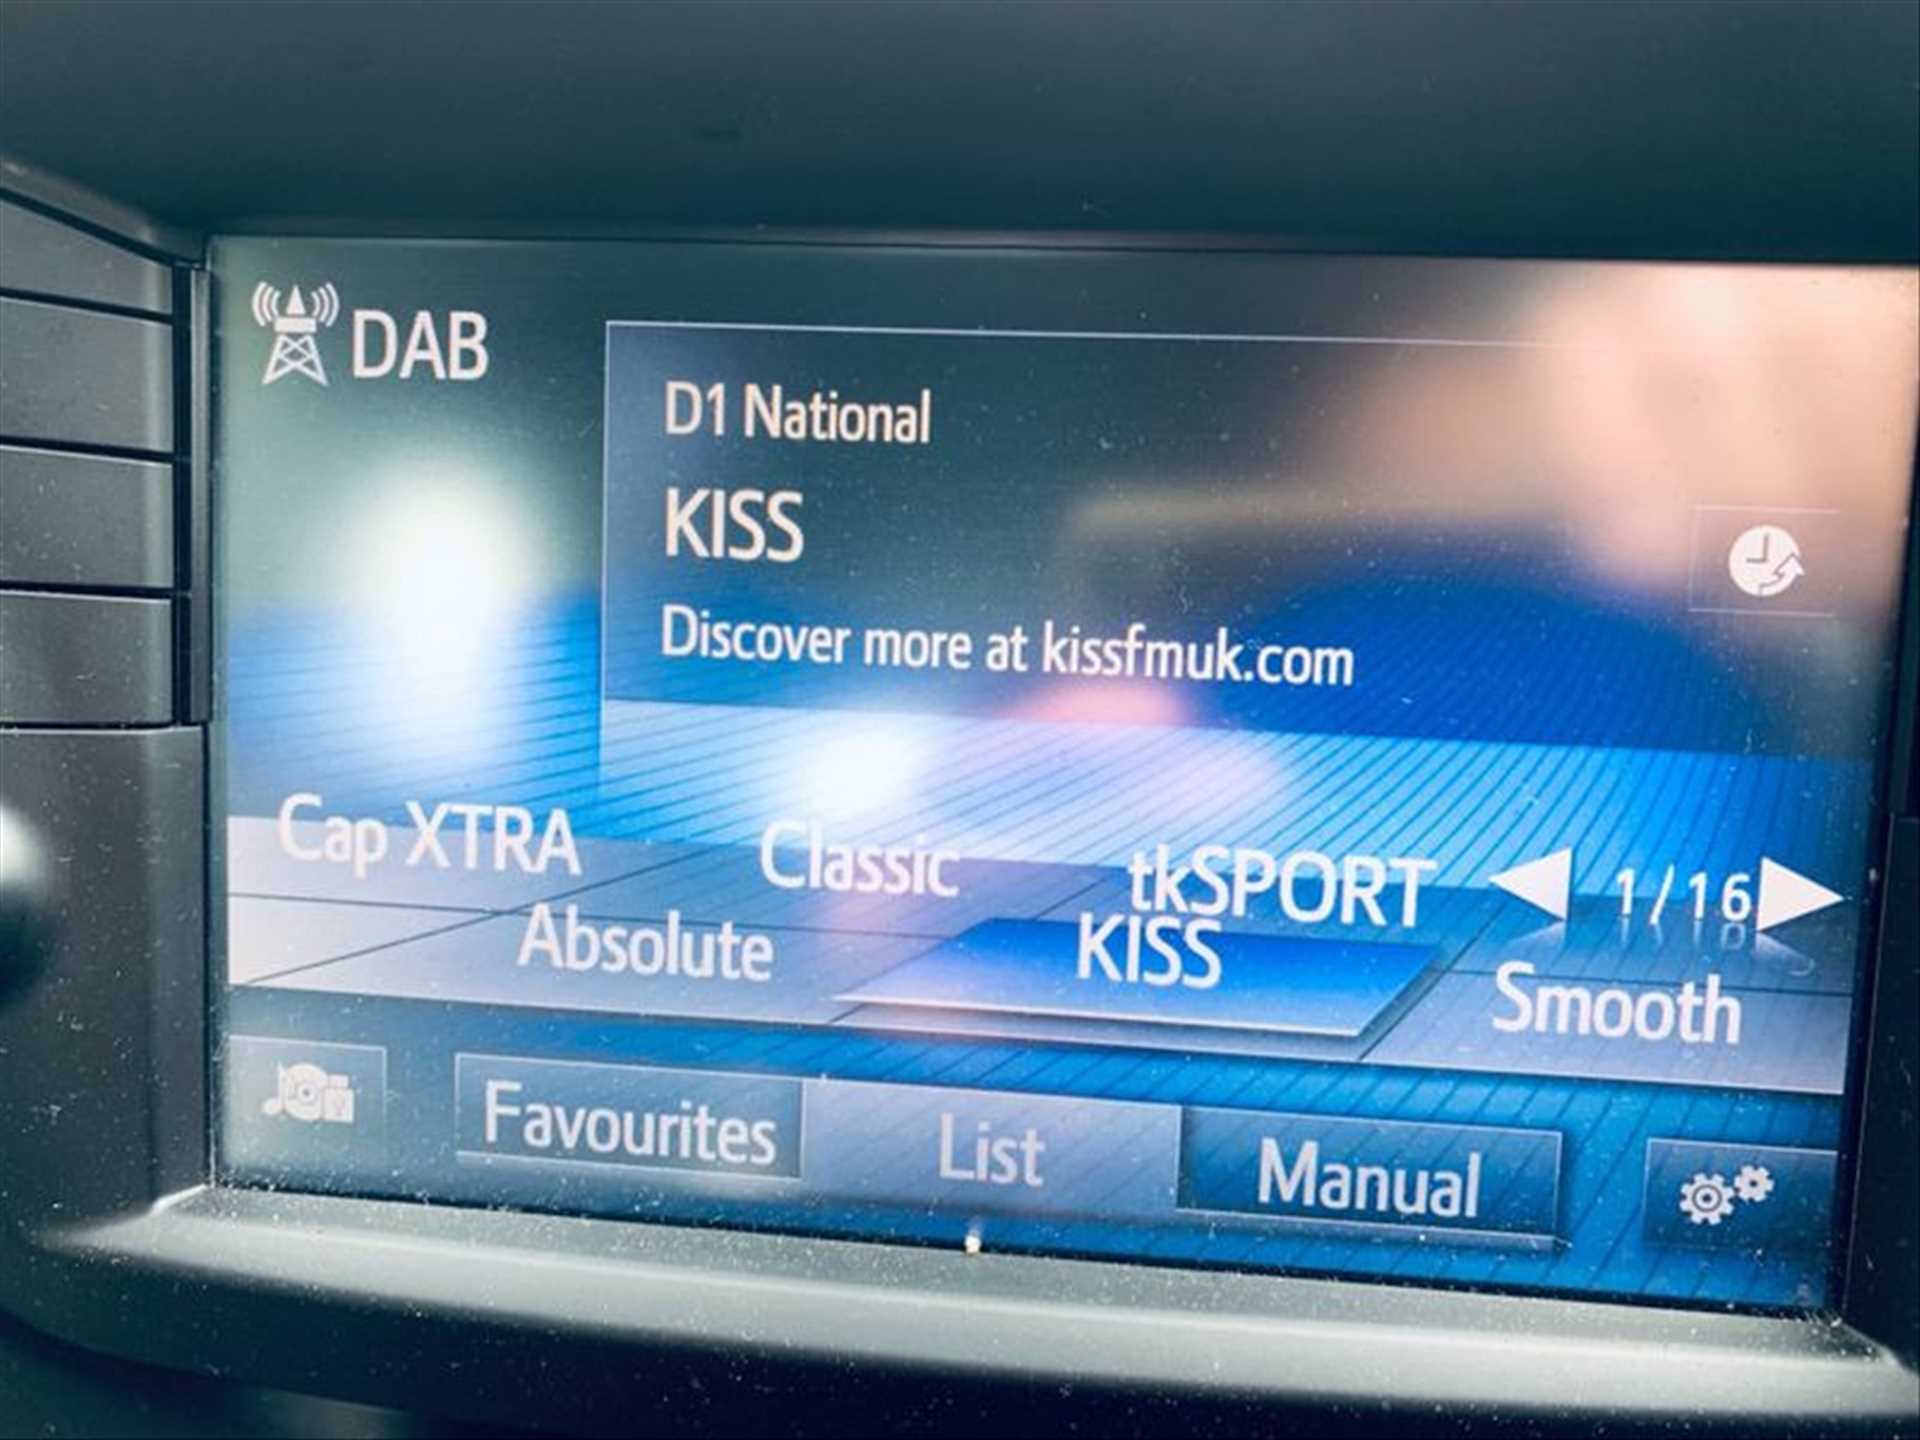 DAB
D1 National
KISS
Discover more at kissfmuk.com
Cap XTRA Classic tkSPORT 1/16
Absolute KISS Smooth
Favourites List Manual